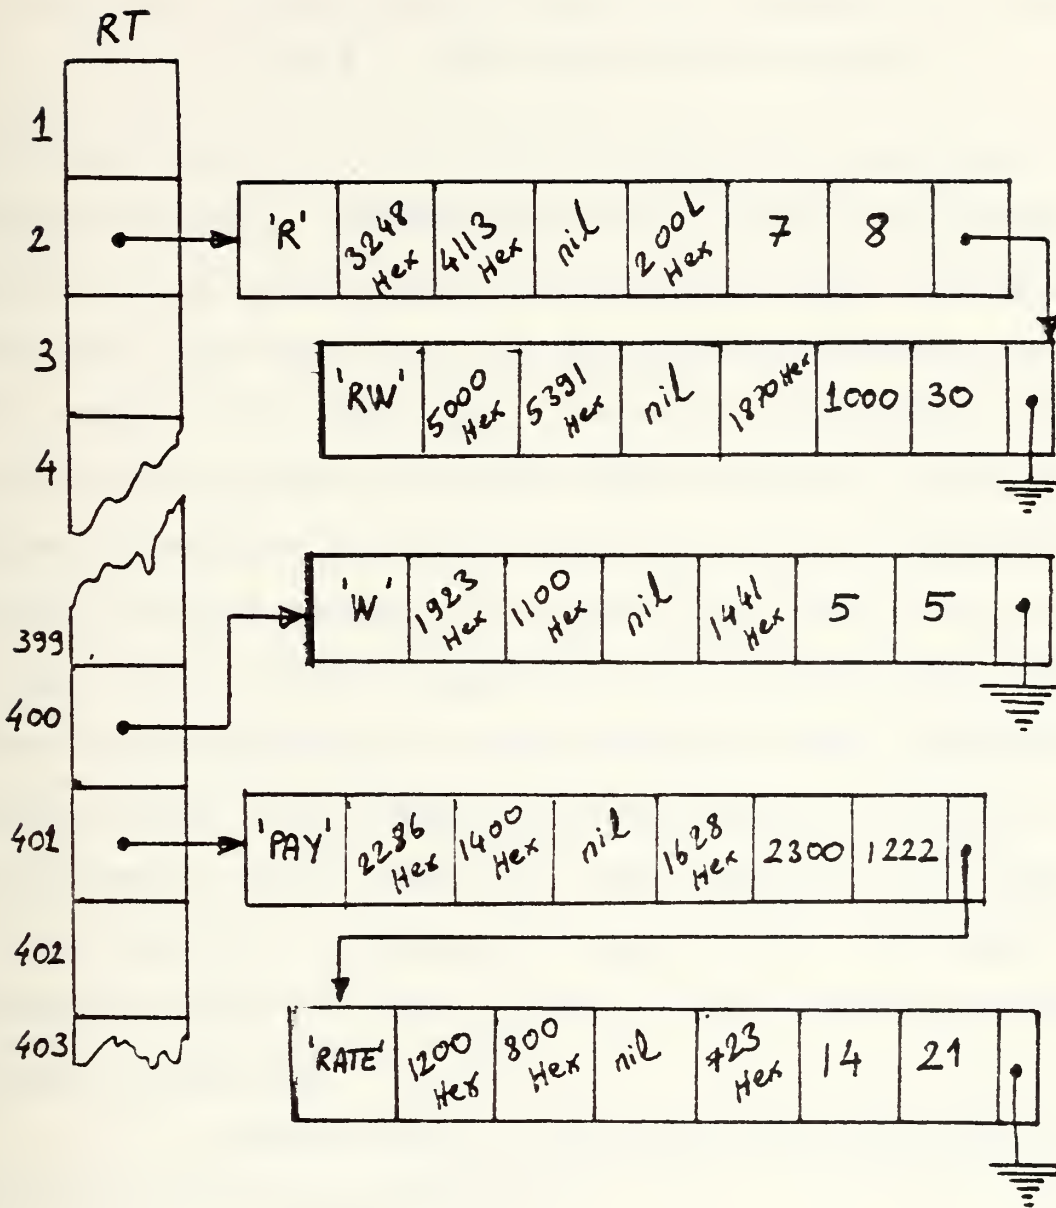 RT
1
2
'R' 3248 Hex 4113 Hex nil 2001 Hex 7 8
3
'RW' 5000 Hex 5391 Hex nil 1870 Hex 1000 30
4
'W' 1923 Hex 1100 Hex nil 1441 Hex 5 5
399
400
401
'PAY' 2286 Hex 1400 Hex nil 1628 Hex 2300 1222
402
'RATE' 1200 Hex 800 Hex nil 723 Hex 14 21
403